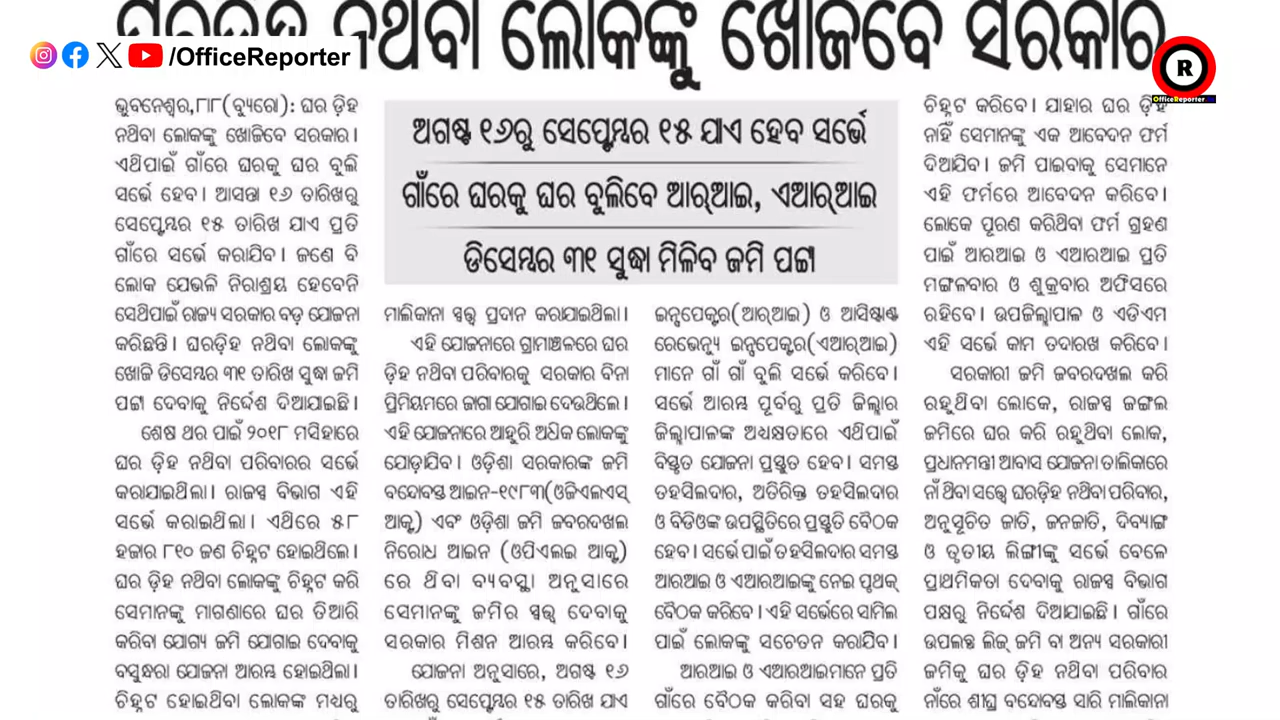 ଘରଡ଼ିହ ନଥିବା ଲୋକଙ୍କୁ ଖୋଜିବେ ସରକାର
/OfficeReporter
R
OfficeReporter
ଭୁବନେଶ୍ୱର,୮ା୮(ବ୍ୟୁରୋ): ଘର ଡ଼ିହ
ନଥିବା ଲୋକଙ୍କୁ ଖୋଜିବେ ସରକାର।
ଏଥିପାଇଁ ଗାଁରେ ଘରକୁ ଘର ବୁଲି
ସର୍ଭେ ହେବ। ଆସନ୍ତା ୧୬ ତାରିଖରୁ
ସେପ୍ଟେମ୍ବର ୧୫ ତାରିଖ ଯାଏ ପ୍ରତି
ଗାଁରେ ସର୍ଭେ କରାଯିବ। ଜଣେ ବି
ଲୋକ ଯେଭଳି ନିରାଶ୍ରୟ ହେବେନି
ସେଥିପାଇଁ ରାଜ୍ୟ ସରକାର ବଡ଼ ଯୋଜନା
କରିଛନ୍ତି। ଘରଡ଼ିହ ନଥିବା ଲୋକଙ୍କୁ
ଖୋଜି ଡିସେମ୍ବର ୩୧ ତାରିଖ ସୁଦ୍ଧା ଜମି
ପଟ୍ଟା ଦେବାକୁ ନିର୍ଦ୍ଦେଶ ଦିଆଯାଇଛି।
ଶେଷ ଥର ପାଇଁ ୨୦୧୮ ମସିହାରେ
ଘର ଡ଼ିହ ନଥିବା ପରିବାରର ସର୍ଭେ
କରାଯାଇଥିଲା। ରାଜସ୍ୱ ବିଭାଗ ଏହି
ସର୍ଭେ କରାଇଥିଲା। ଏଥିରେ ୫୮
ହଜାର ୮୧୦ ଜଣ ଚିହ୍ନଟ ହୋଇଥିଲେ।
ଘର ଡ଼ିହ ନଥିବା ଲୋକଙ୍କୁ ଚିହ୍ନଟ କରି
ସେମାନଙ୍କୁ ମାଗଣାରେ ଘର ତିଆରି
କରିବା ଯୋଗ୍ୟ ଜମି ଯୋଗାଇ ଦେବାକୁ
ବସୁନ୍ଧରା ଯୋଜନା ଆରମ୍ଭ ହୋଇଥିଲା।
ଚିହ୍ନଟ ହୋଇଥିବା ଲୋକଙ୍କ ମଧ୍ୟରୁ
ଅଗଷ୍ଟ ୧୬ରୁ ସେପ୍ଟେମ୍ବର ୧୫ ଯାଏ ହେବ ସର୍ଭେ
ଗାଁରେ ଘରକୁ ଘର ବୁଲିବେ ଆର୍‌ଆଇ, ଏଆର୍‌ଆଇ
ଡିସେମ୍ବର ୩୧ ସୁଦ୍ଧା ମିଳିବ ଜମି ପଟ୍ଟା
ମାଲିକାନା ସ୍ୱତ୍ତ୍ୱ ପ୍ରଦାନ କରାଯାଇଥିଲା।
ଏହି ଯୋଜନାରେ ଗ୍ରାମାଞ୍ଚଳରେ ଘର
ଡ଼ିହ ନଥିବା ପରିବାରକୁ ସରକାର ବିନା
ପ୍ରିମିୟମରେ ଜାଗା ଯୋଗାଇ ଦେଉଥିଲେ।
ଏହି ଯୋଜନାରେ ଆହୁରି ଅଧିକ ଲୋକଙ୍କୁ
ଯୋଡ଼ାଯିବ। ଓଡ଼ିଶା ସରକାରଙ୍କ ଜମି
ବନ୍ଦୋବସ୍ତ ଆଇନ-୧୯୮୩(ଓଜିଏଲଏସ୍
ଆକ୍ଟ) ଏବଂ ଓଡ଼ିଶା ଜମି ଜବରଦଖଲ
ନିରୋଧ ଆଇନ (ଓପିଏଲଇ ଆକ୍ଟ)
ରେ ଥିବା ବ୍ୟବସ୍ଥା ଅନୁସାରେ
ସେମାନଙ୍କୁ ଜମିର ସ୍ୱତ୍ତ୍ୱ ଦେବାକୁ
ସରକାର ମିଶନ ଆରମ୍ଭ କରିବେ।
ଯୋଜନା ଅନୁସାରେ, ଅଗଷ୍ଟ ୧୬
ତାରିଖରୁ ସେପ୍ଟେମ୍ବର ୧୫ ତାରିଖ ଯାଏ
ଇନ୍ସପେକ୍ଟର(ଆର୍‌ଆଇ) ଓ ଆସିଷ୍ଟାଣ୍ଟ
ରେଭେନ୍ୟୁ ଇନ୍ସପେକ୍ଟର(ଏଆର୍‌ଆଇ)
ମାନେ ଗାଁ ଗାଁ ବୁଲି ସର୍ଭେ କରିବେ।
ସର୍ଭେ ଆରମ୍ଭ ପୂର୍ବରୁ ପ୍ରତି ଜିଲ୍ଲାର
ଜିଲ୍ଲାପାଳଙ୍କ ଅଧ୍ୟକ୍ଷତାରେ ଏଥିପାଇଁ
ବିସ୍ତୃତ ଯୋଜନା ପ୍ରସ୍ତୁତ ହେବ। ସମସ୍ତ
ତହସିଲଦାର, ଅତିରିକ୍ତ ତହସିଲଦାର
ଓ ବିଡିଓଙ୍କ ଉପସ୍ଥିତିରେ ପ୍ରସ୍ତୁତି ବୈଠକ
ହେବ। ସର୍ଭେ ପାଇଁ ତହସିଲଦାର ସମସ୍ତ
ଆରଆଇ ଓ ଏଆରଆଇଙ୍କୁ ନେଇ ପୃଥକ୍
ବୈଠକ କରିବେ। ଏହି ସର୍ଭେରେ ସାମିଲ
ପାଇଁ ଲୋକଙ୍କୁ ସଚେତନ କରାଯିବ।
ଆରଆଇ ଓ ଏଆରଆଇମାନେ ପ୍ରତି
ଗାଁରେ ବୈଠକ କରିବା ସହ ଘରକୁ
ଚିହ୍ନଟ କରିବେ। ଯାହାର ଘର ଡ଼ିହ
ନାହିଁ ସେମାନଙ୍କୁ ଏକ ଆବେଦନ ଫର୍ମ
ଦିଆଯିବ। ଜମି ପାଇବାକୁ ସେମାନେ
ଏହି ଫର୍ମରେ ଆବେଦନ କରିବେ।
ଲୋକେ ପୂରଣ କରିଥିବା ଫର୍ମ ଗ୍ରହଣ
ପାଇଁ ଆରଆଇ ଓ ଏଆରଆଇ ପ୍ରତି
ମଙ୍ଗଳବାର ଓ ଶୁକ୍ରବାର ଅଫିସରେ
ରହିବେ। ଉପଜିଲ୍ଲାପାଳ ଓ ଏଡିଏମ
ଏହି ସର୍ଭେ କାମ ତଦାରଖ କରିବେ।
ସରକାରୀ ଜମି ଜବରଦଖଲ କରି
ରହୁଥିବା ଲୋକେ, ରାଜସ୍ୱ ଜଙ୍ଗଲ
ଜମିରେ ଘର କରି ରହୁଥିବା ଲୋକ,
ପ୍ରଧାନମନ୍ତ୍ରୀ ଆବାସ ଯୋଜନା ତାଲିକାରେ
ନାଁ ଥିବା ସତ୍ତ୍ୱେ ଘରଡ଼ିହ ନଥିବା ପରିବାର,
ଅନୁସୂଚିତ ଜାତି, ଜନଜାତି, ଦିବ୍ୟାଙ୍ଗ
ଓ ତୃତୀୟ ଲିଙ୍ଗୀଙ୍କୁ ସର୍ଭେ ବେଳେ
ପ୍ରାଥମିକତା ଦେବାକୁ ରାଜସ୍ୱ ବିଭାଗ
ପକ୍ଷରୁ ନିର୍ଦ୍ଦେଶ ଦିଆଯାଇଛି। ଗାଁରେ
ଉପଲବ୍ଧ ଲିଜ୍ ଜମି ବା ଅନ୍ୟ ସରକାରୀ
ଜମିକୁ ଘର ଡ଼ିହ ନଥିବା ପରିବାର
ନାଁରେ ଶୀଘ୍ର ବନ୍ଦୋବସ୍ତ ସାରି ମାଲିକାନା